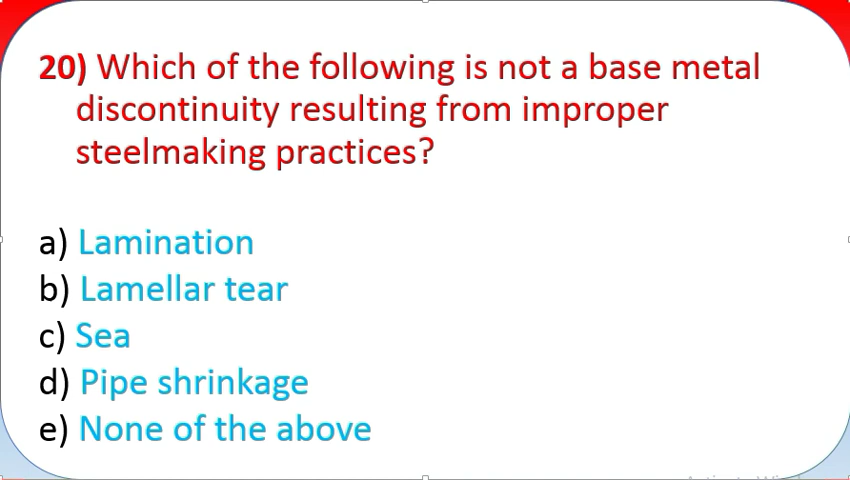 20) Which of the following is not a base metal
discontinuity resulting from improper
steelmaking practices?
a) Lamination
b) Lamellar tear
c) Sea
d) Pipe shrinkage
e) None of the above